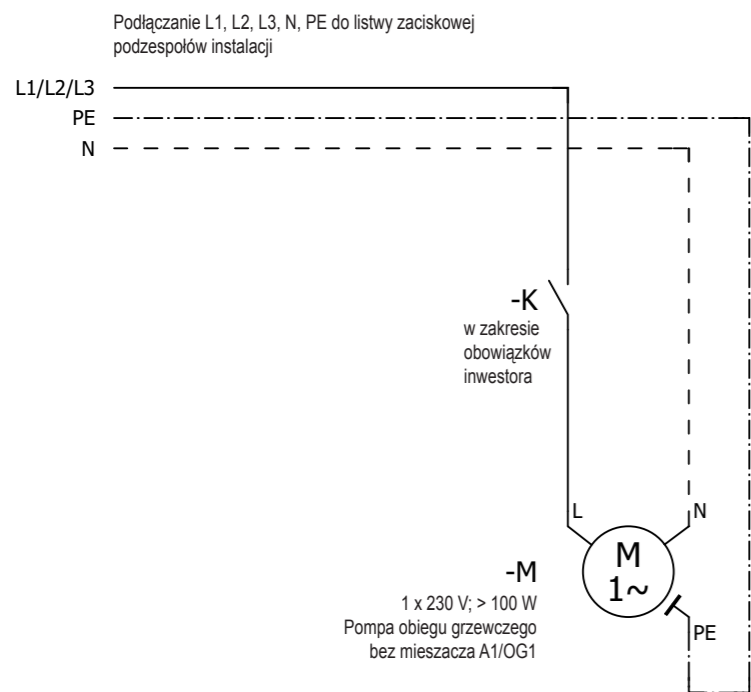 Podłączanie L1, L2, L3, N, PE do listwy zaciskowej
podzespołów instalacji
L1/L2/L3
PE
N
-K
w zakresie
obowiązków
inwestora
L
N
M
1~
-M
1 x 230 V; > 100 W
Pompa obiegu grzewczego
bez mieszacza A1/OG1
PE